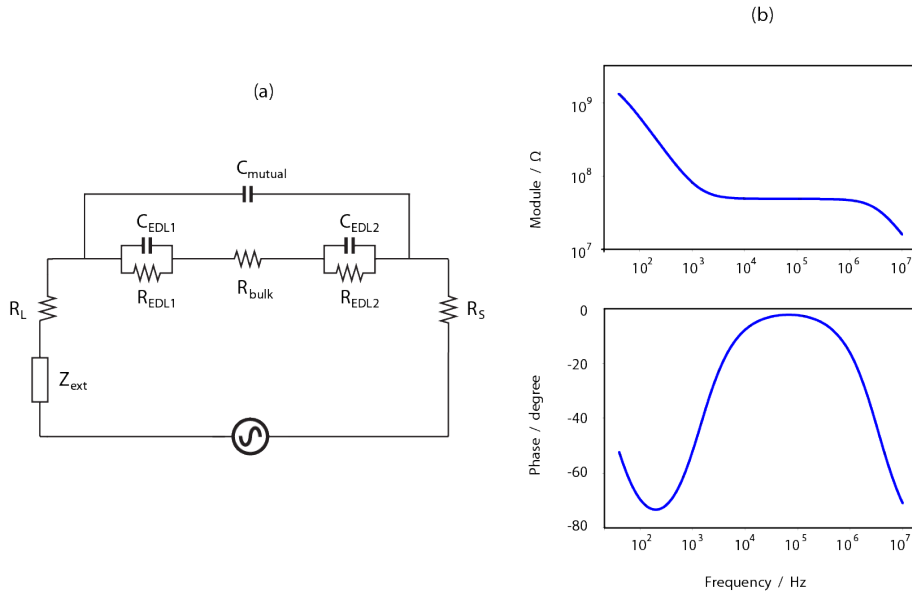 (a)
C_mutual
C_EDL1
C_EDL2
R_EDL1
R_bulk
R_EDL2
R_L
R_S
Z_ext
(b)
Module / Ω
10^9
10^8
10^7
10^2 10^3 10^4 10^5 10^6 10^7
Phase / degree
0
-20
-40
-60
-80
10^2 10^3 10^4 10^5 10^6 10^7
Frequency / Hz